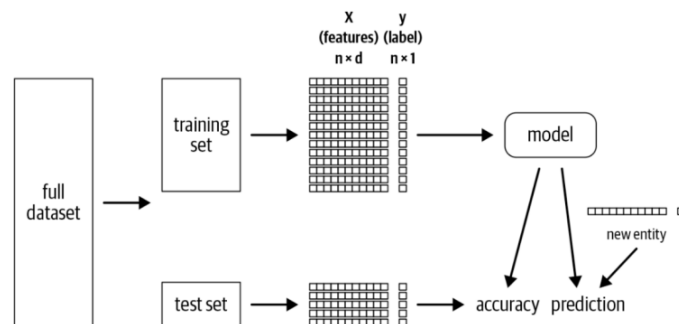 X
(features)
n × d
y
(label)
n × 1
full
dataset
training
set
model
new entity
test set
accuracy
prediction